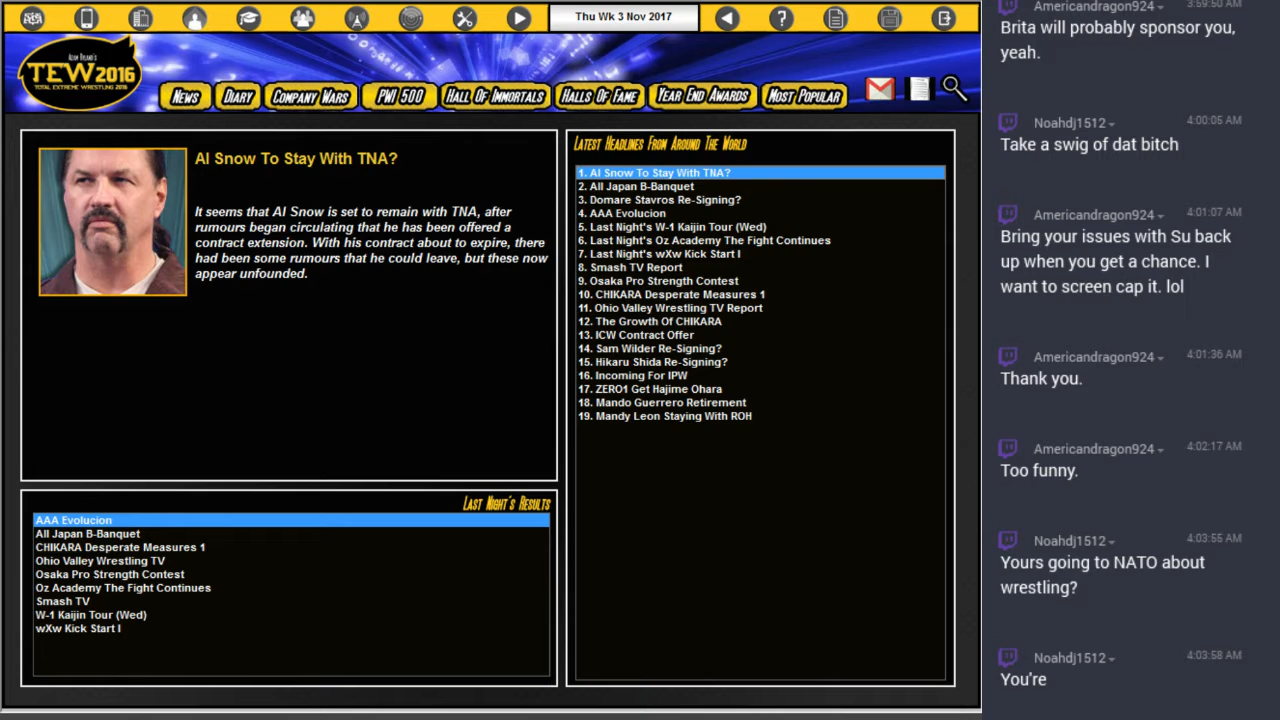 Thu Wk 3 Nov 2017
ADAM RYLAND'S
TEW2016
TOTAL EXTREME WRESTLING 2016
NEWS
DIARY
COMPANY WARS
PWI 500
HALL OF IMMORTALS
HALLS OF FAME
YEAR END AWARDS
MOST POPULAR
Al Snow To Stay With TNA?
It seems that Al Snow is set to remain with TNA, after
rumours began circulating that he has been offered a
contract extension. With his contract about to expire, there
had been some rumours that he could leave, but these now
appear unfounded.
LAST NIGHT'S RESULTS
AAA Evolucion
All Japan B-Banquet
CHIKARA Desperate Measures 1
Ohio Valley Wrestling TV
Osaka Pro Strength Contest
Oz Academy The Fight Continues
Smash TV
W-1 Kaijin Tour (Wed)
wXw Kick Start I
LATEST HEADLINES FROM AROUND THE WORLD
1. Al Snow To Stay With TNA?
2. All Japan B-Banquet
3. Domare Stavros Re-Signing?
4. AAA Evolucion
5. Last Night's W-1 Kaijin Tour (Wed)
6. Last Night's Oz Academy The Fight Continues
7. Last Night's wXw Kick Start I
8. Smash TV Report
9. Osaka Pro Strength Contest
10. CHIKARA Desperate Measures 1
11. Ohio Valley Wrestling TV Report
12. The Growth Of CHIKARA
13. ICW Contract Offer
14. Sam Wilder Re-Signing?
15. Hikaru Shida Re-Signing?
16. Incoming For IPW
17. ZERO1 Get Hajime Ohara
18. Mando Guerrero Retirement
19. Mandy Leon Staying With ROH
Americandragon924 3:59:50 AM
Brita will probably sponsor you,
yeah.
Noahdj1512 4:00:05 AM
Take a swig of dat bitch
Americandragon924 4:01:07 AM
Bring your issues with Su back
up when you get a chance. I
want to screen cap it. lol
Americandragon924 4:01:36 AM
Thank you.
Americandragon924 4:02:17 AM
Too funny.
Noahdj1512 4:03:55 AM
Yours going to NATO about
wrestling?
Noahdj1512 4:03:58 AM
You're